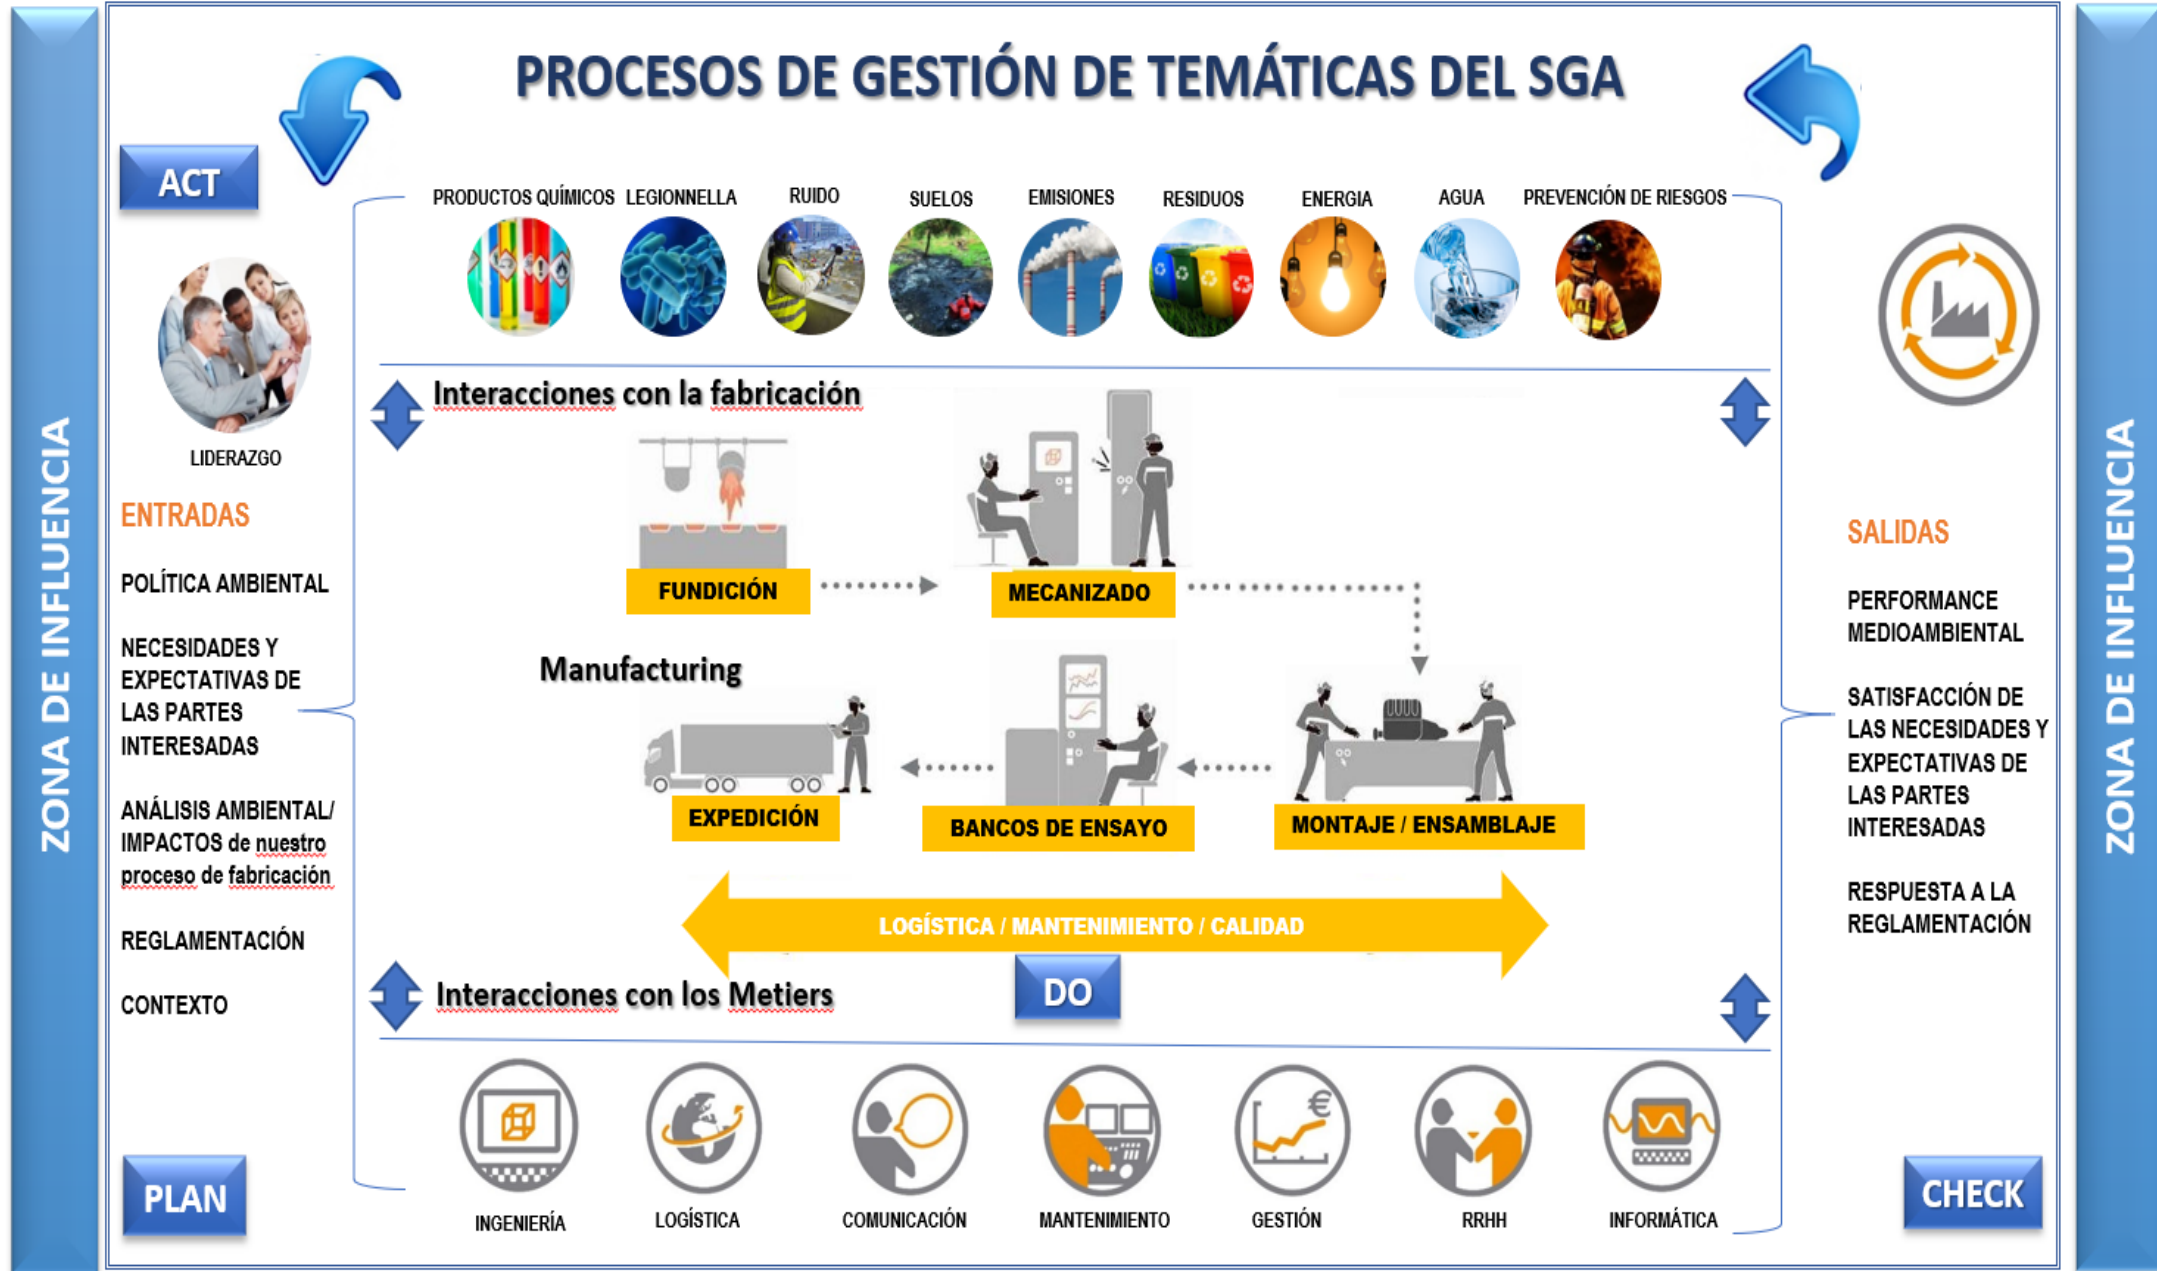 PROCESOS DE GESTIÓN DE TEMÁTICAS DEL SGA
ZONA DE INFLUENCIA
ACT
LIDERAZGO
ENTRADAS
POLÍTICA AMBIENTAL
NECESIDADES Y
EXPECTATIVAS DE
LAS PARTES
INTERESADAS
ANÁLISIS AMBIENTAL/
IMPACTOS de nuestro
proceso de fabricación
REGLAMENTACIÓN
CONTEXTO
PLAN
PRODUCTOS QUÍMICOS
LEGIONNELLA
RUIDO
SUELOS
EMISIONES
RESIDUOS
ENERGIA
AGUA
PREVENCIÓN DE RIESGOS
Interacciones con la fabricación
FUNDICIÓN
MECANIZADO
Manufacturing
EXPEDICIÓN
BANCOS DE ENSAYO
MONTAJE / ENSAMBLAJE
LOGÍSTICA / MANTENIMIENTO / CALIDAD
Interacciones con los Metiers
DO
INGENIERÍA
LOGÍSTICA
COMUNICACIÓN
MANTENIMIENTO
€
GESTIÓN
RRHH
INFORMÁTICA
SALIDAS
PERFORMANCE
MEDIOAMBIENTAL
SATISFACCIÓN DE
LAS NECESIDADES Y
EXPECTATIVAS DE
LAS PARTES
INTERESADAS
RESPUESTA A LA
REGLAMENTACIÓN
CHECK
ZONA DE INFLUENCIA